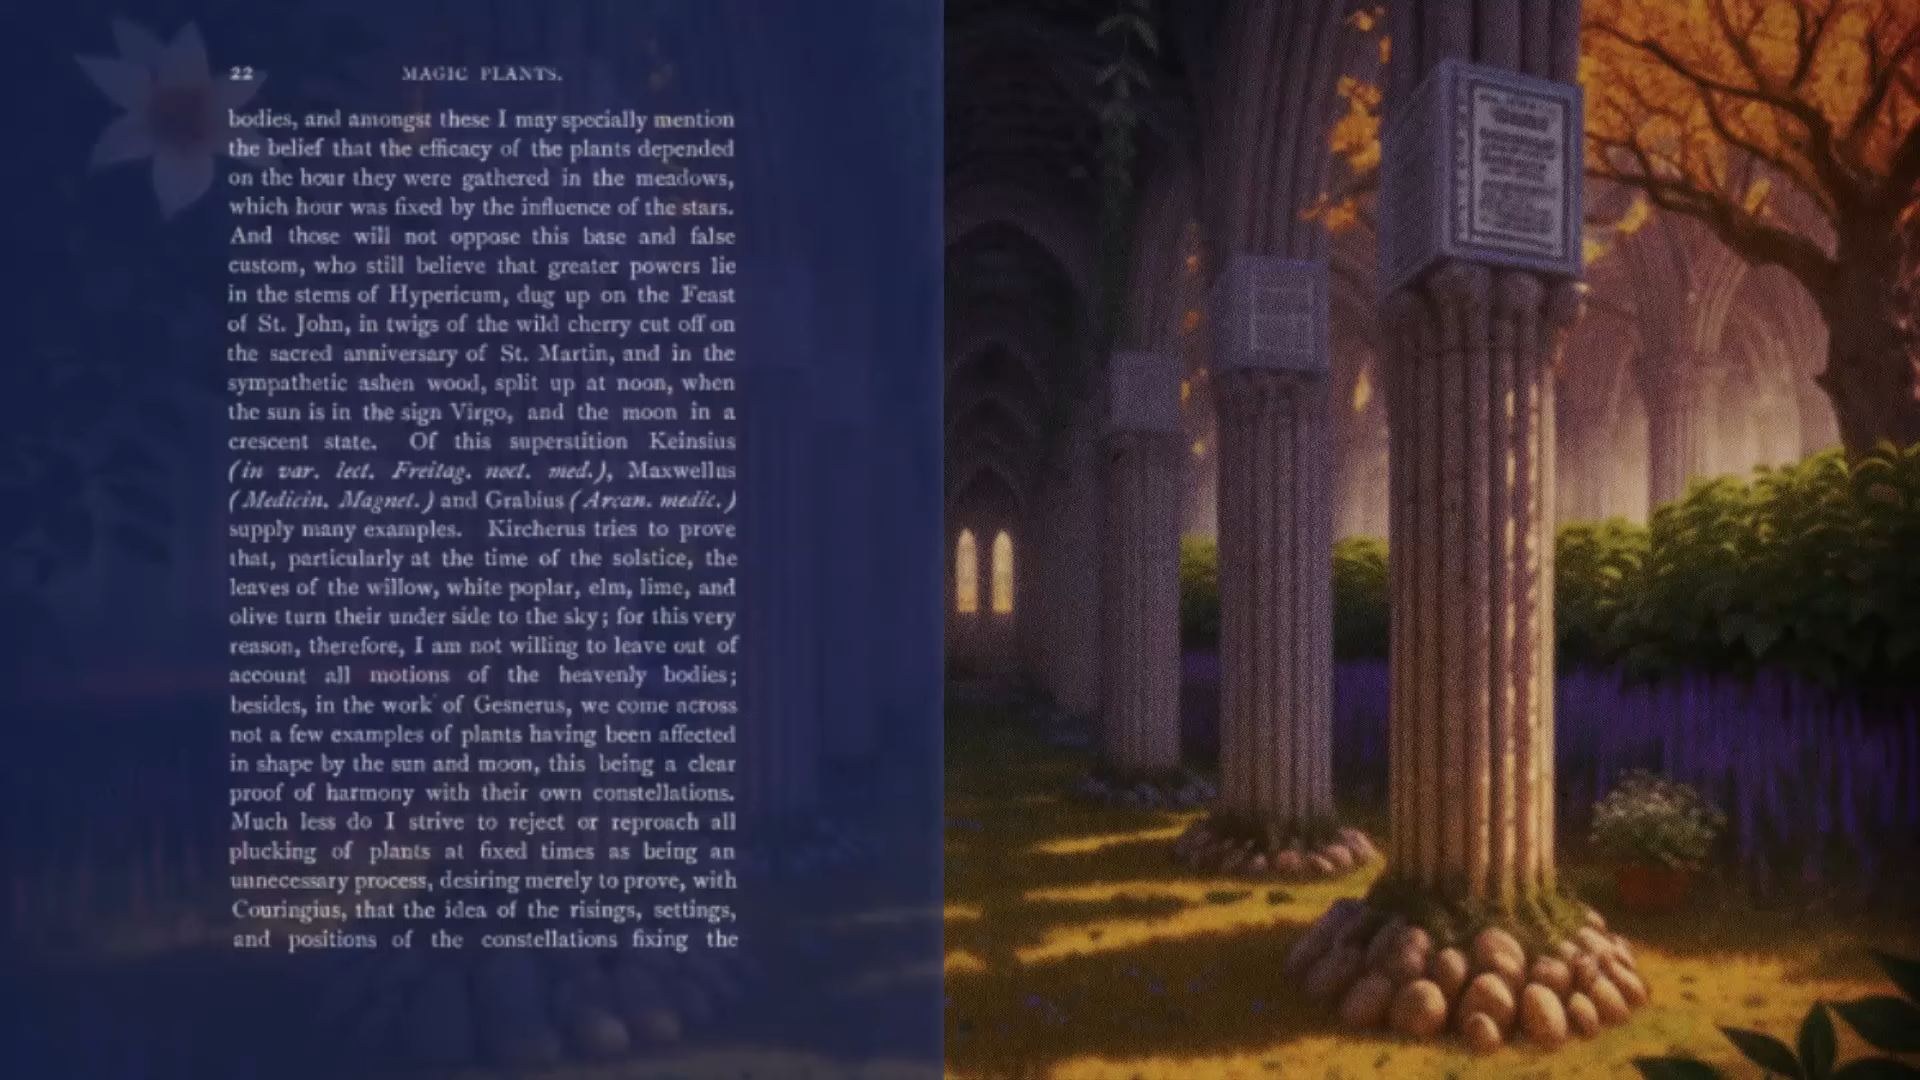 22 MAGIC PLANTS.
bodies, and amongst these I may specially mention
the belief that the efficacy of the plants depended
on the hour they were gathered in the meadows,
which hour was fixed by the influence of the stars.
And those will not oppose this base and false
custom, who still believe that greater powers lie
in the stems of Hypericum, dug up on the Feast
of St. John, in twigs of the wild cherry cut off on
the sacred anniversary of St. Martin, and in the
sympathetic ashen wood, split up at noon, when
the sun is in the sign Virgo, and the moon in a
crescent state. Of this superstition Keinsius
(in var. lect. Freitag. noct. med.), Maxwellus
(Medicin. Magnet.) and Grabius (Arcan. medic.)
supply many examples. Kircherus tries to prove
that, particularly at the time of the solstice, the
leaves of the willow, white poplar, elm, lime, and
olive turn their under side to the sky; for this very
reason, therefore, I am not willing to leave out of
account all motions of the heavenly bodies;
besides, in the work of Gesnerus, we come across
not a few examples of plants having been affected
in shape by the sun and moon, this being a clear
proof of harmony with their own constellations.
Much less do I strive to reject or reproach all
plucking of plants at fixed times as being an
unnecessary process, desiring merely to prove, with
Couringius, that the idea of the risings, settings,
and positions of the constellations fixing the